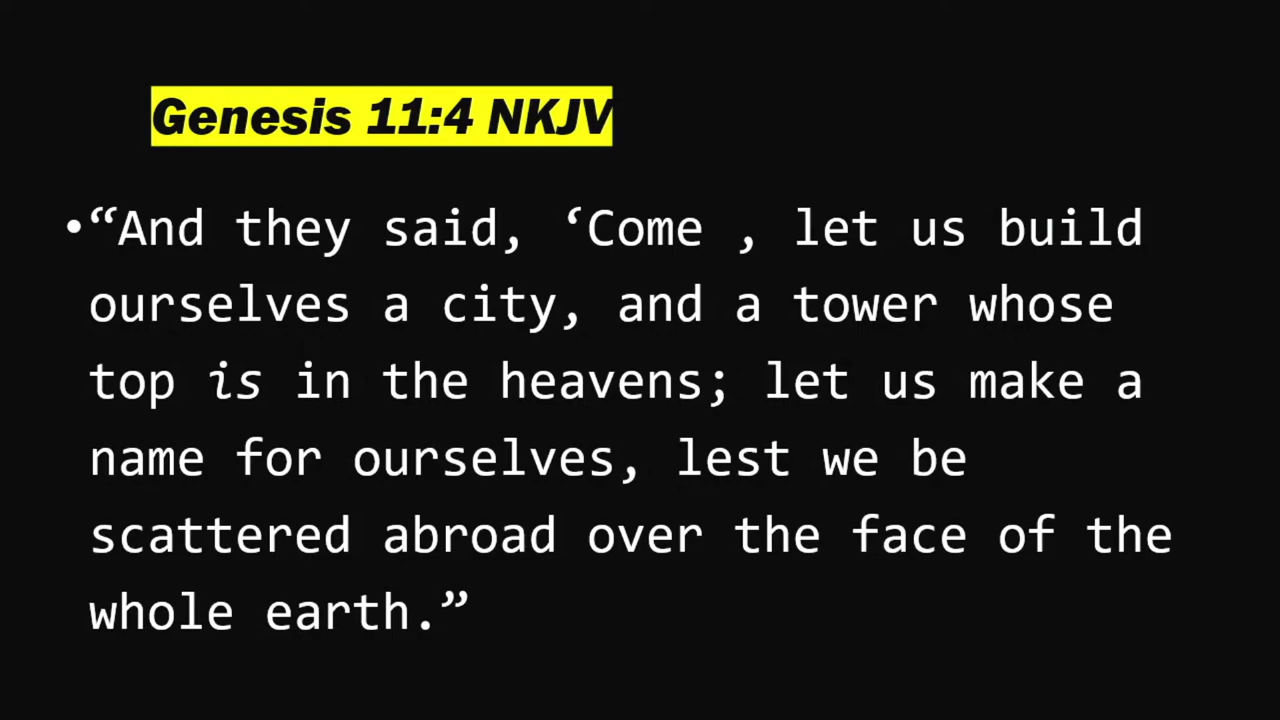 Genesis 11:4 NKJV
•“And they said, ‘Come , let us build
ourselves a city, and a tower whose
top is in the heavens; let us make a
name for ourselves, lest we be
scattered abroad over the face of the
whole earth.”